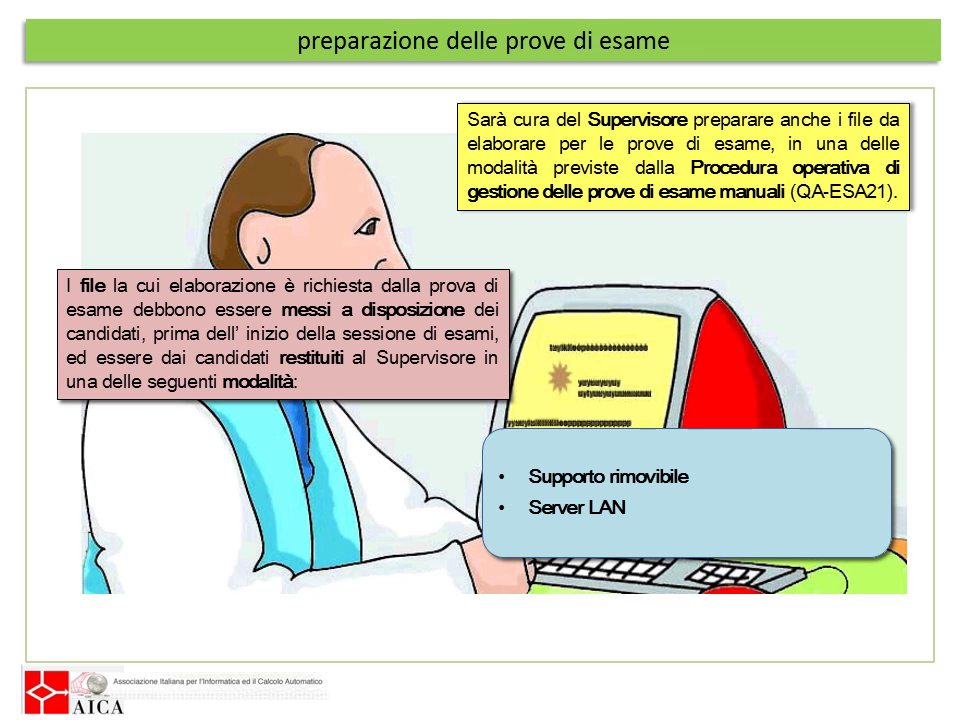 preparazione delle prove di esame
Sarà cura del Supervisore preparare anche i file da
elaborare per le prove di esame, in una delle
modalità previste dalla Procedura operativa di
gestione delle prove di esame manuali (QA-ESA21).
I file la cui elaborazione è richiesta dalla prova di
esame debbono essere messi a disposizione dei
candidati, prima dell’ inizio della sessione di esami,
ed essere dai candidati restituiti al Supervisore in
una delle seguenti modalità:
• Supporto rimovibile
• Server LAN
Associazione Italiana per l'Informatica ed il Calcolo Automatico
AICA